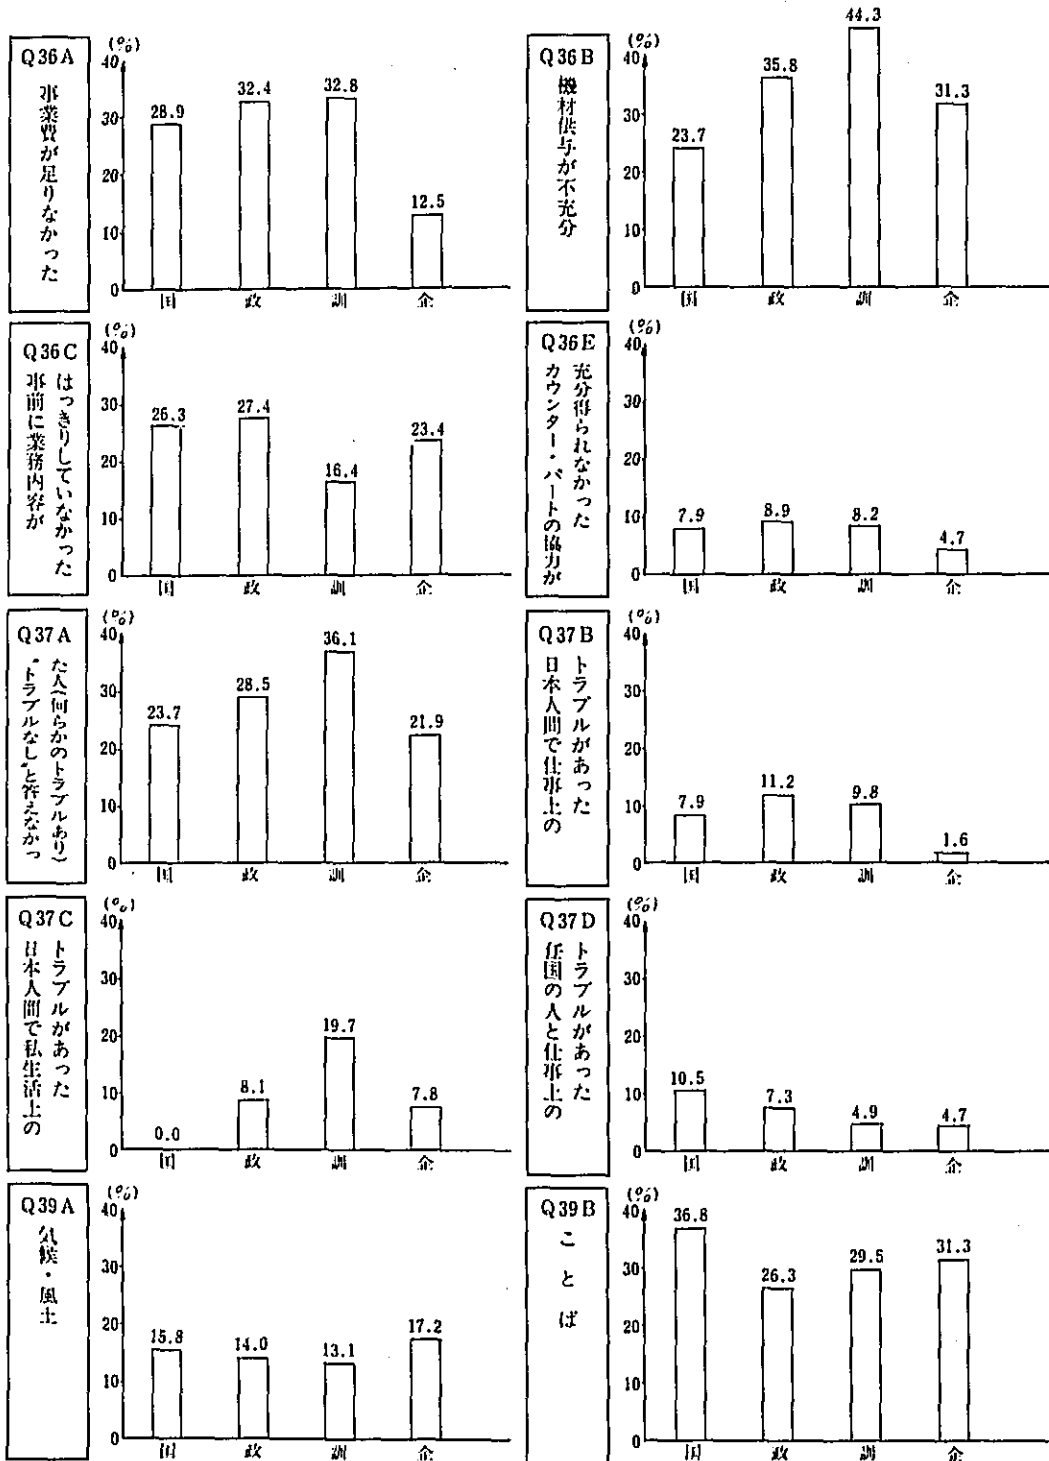 Q36A
事業費が足りなかった
(%)
40
30
20
10
0
28.9
32.4
32.8
12.5
国 政 訓 企
Q36B
機材供与が不充分
(%)
40
30
20
10
0
23.7
35.8
44.3
31.3
国 政 訓 企
Q36C
事前に業務内容が
はっきりしていなかった
(%)
40
30
20
10
0
26.3
27.4
16.4
23.4
国 政 訓 企
Q36E
カウンター・パートの協力が
充分得られなかった
(%)
40
30
20
10
0
7.9
8.9
8.2
4.7
国 政 訓 企
Q37A
“トラブルなし”と答えなかっ
た人(何らかのトラブルあり)
(%)
40
30
20
10
0
23.7
28.5
36.1
21.9
国 政 訓 企
Q37B
日本人間で仕事上の
トラブルがあった
(%)
40
30
20
10
0
7.9
11.2
9.8
1.6
国 政 訓 企
Q37C
日本人間で私生活上の
トラブルがあった
(%)
40
30
20
10
0
0.0
8.1
19.7
7.8
国 政 訓 企
Q37D
任国の人と仕事上の
トラブルがあった
(%)
40
30
20
10
0
10.5
7.3
4.9
4.7
国 政 訓 企
Q39A
気候・風土
(%)
40
30
20
10
0
15.8
14.0
13.1
17.2
国 政 訓 企
Q39B
ことば
(%)
40
30
20
10
0
36.8
26.3
29.5
31.3
国 政 訓 企